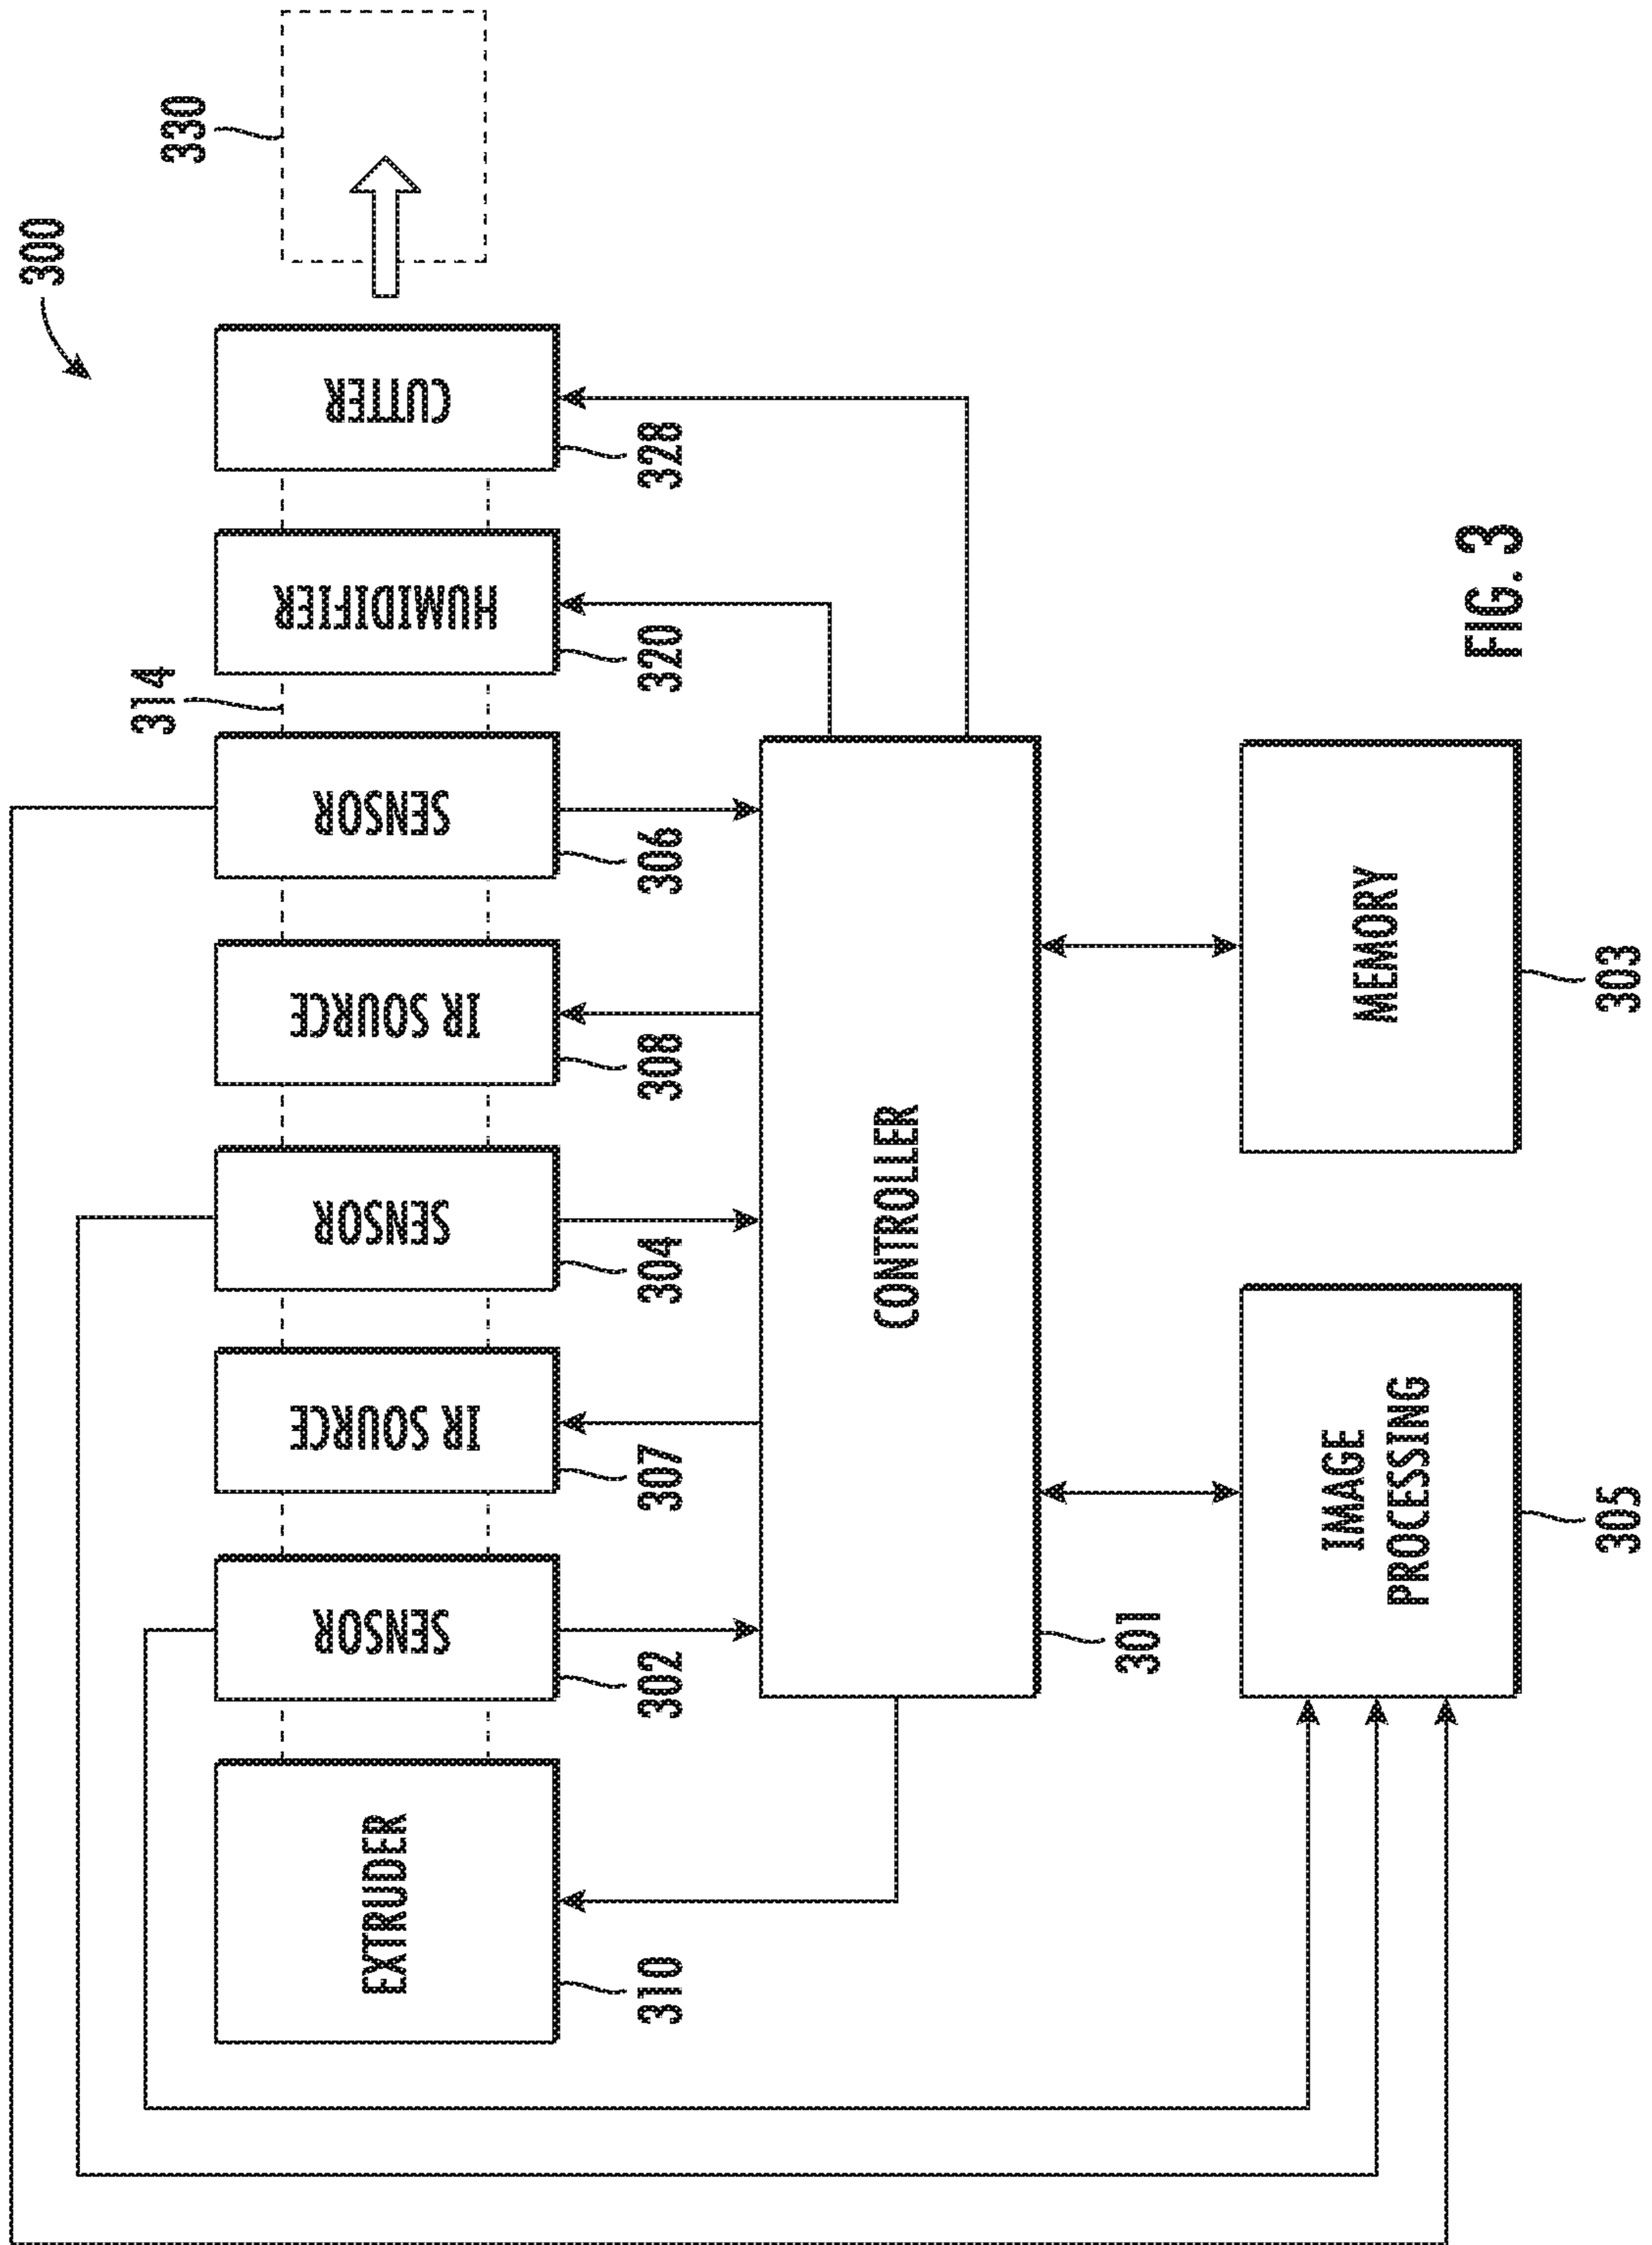 300
330
314
EXTRUDER
SENSOR
IR SOURCE
SENSOR
IR SOURCE
SENSOR
HUMIDIFIER
CUTTER
310
302
307
304
308
306
320
328
CONTROLLER
301
IMAGE
PROCESSING
MEMORY
305
303
FIG. 3